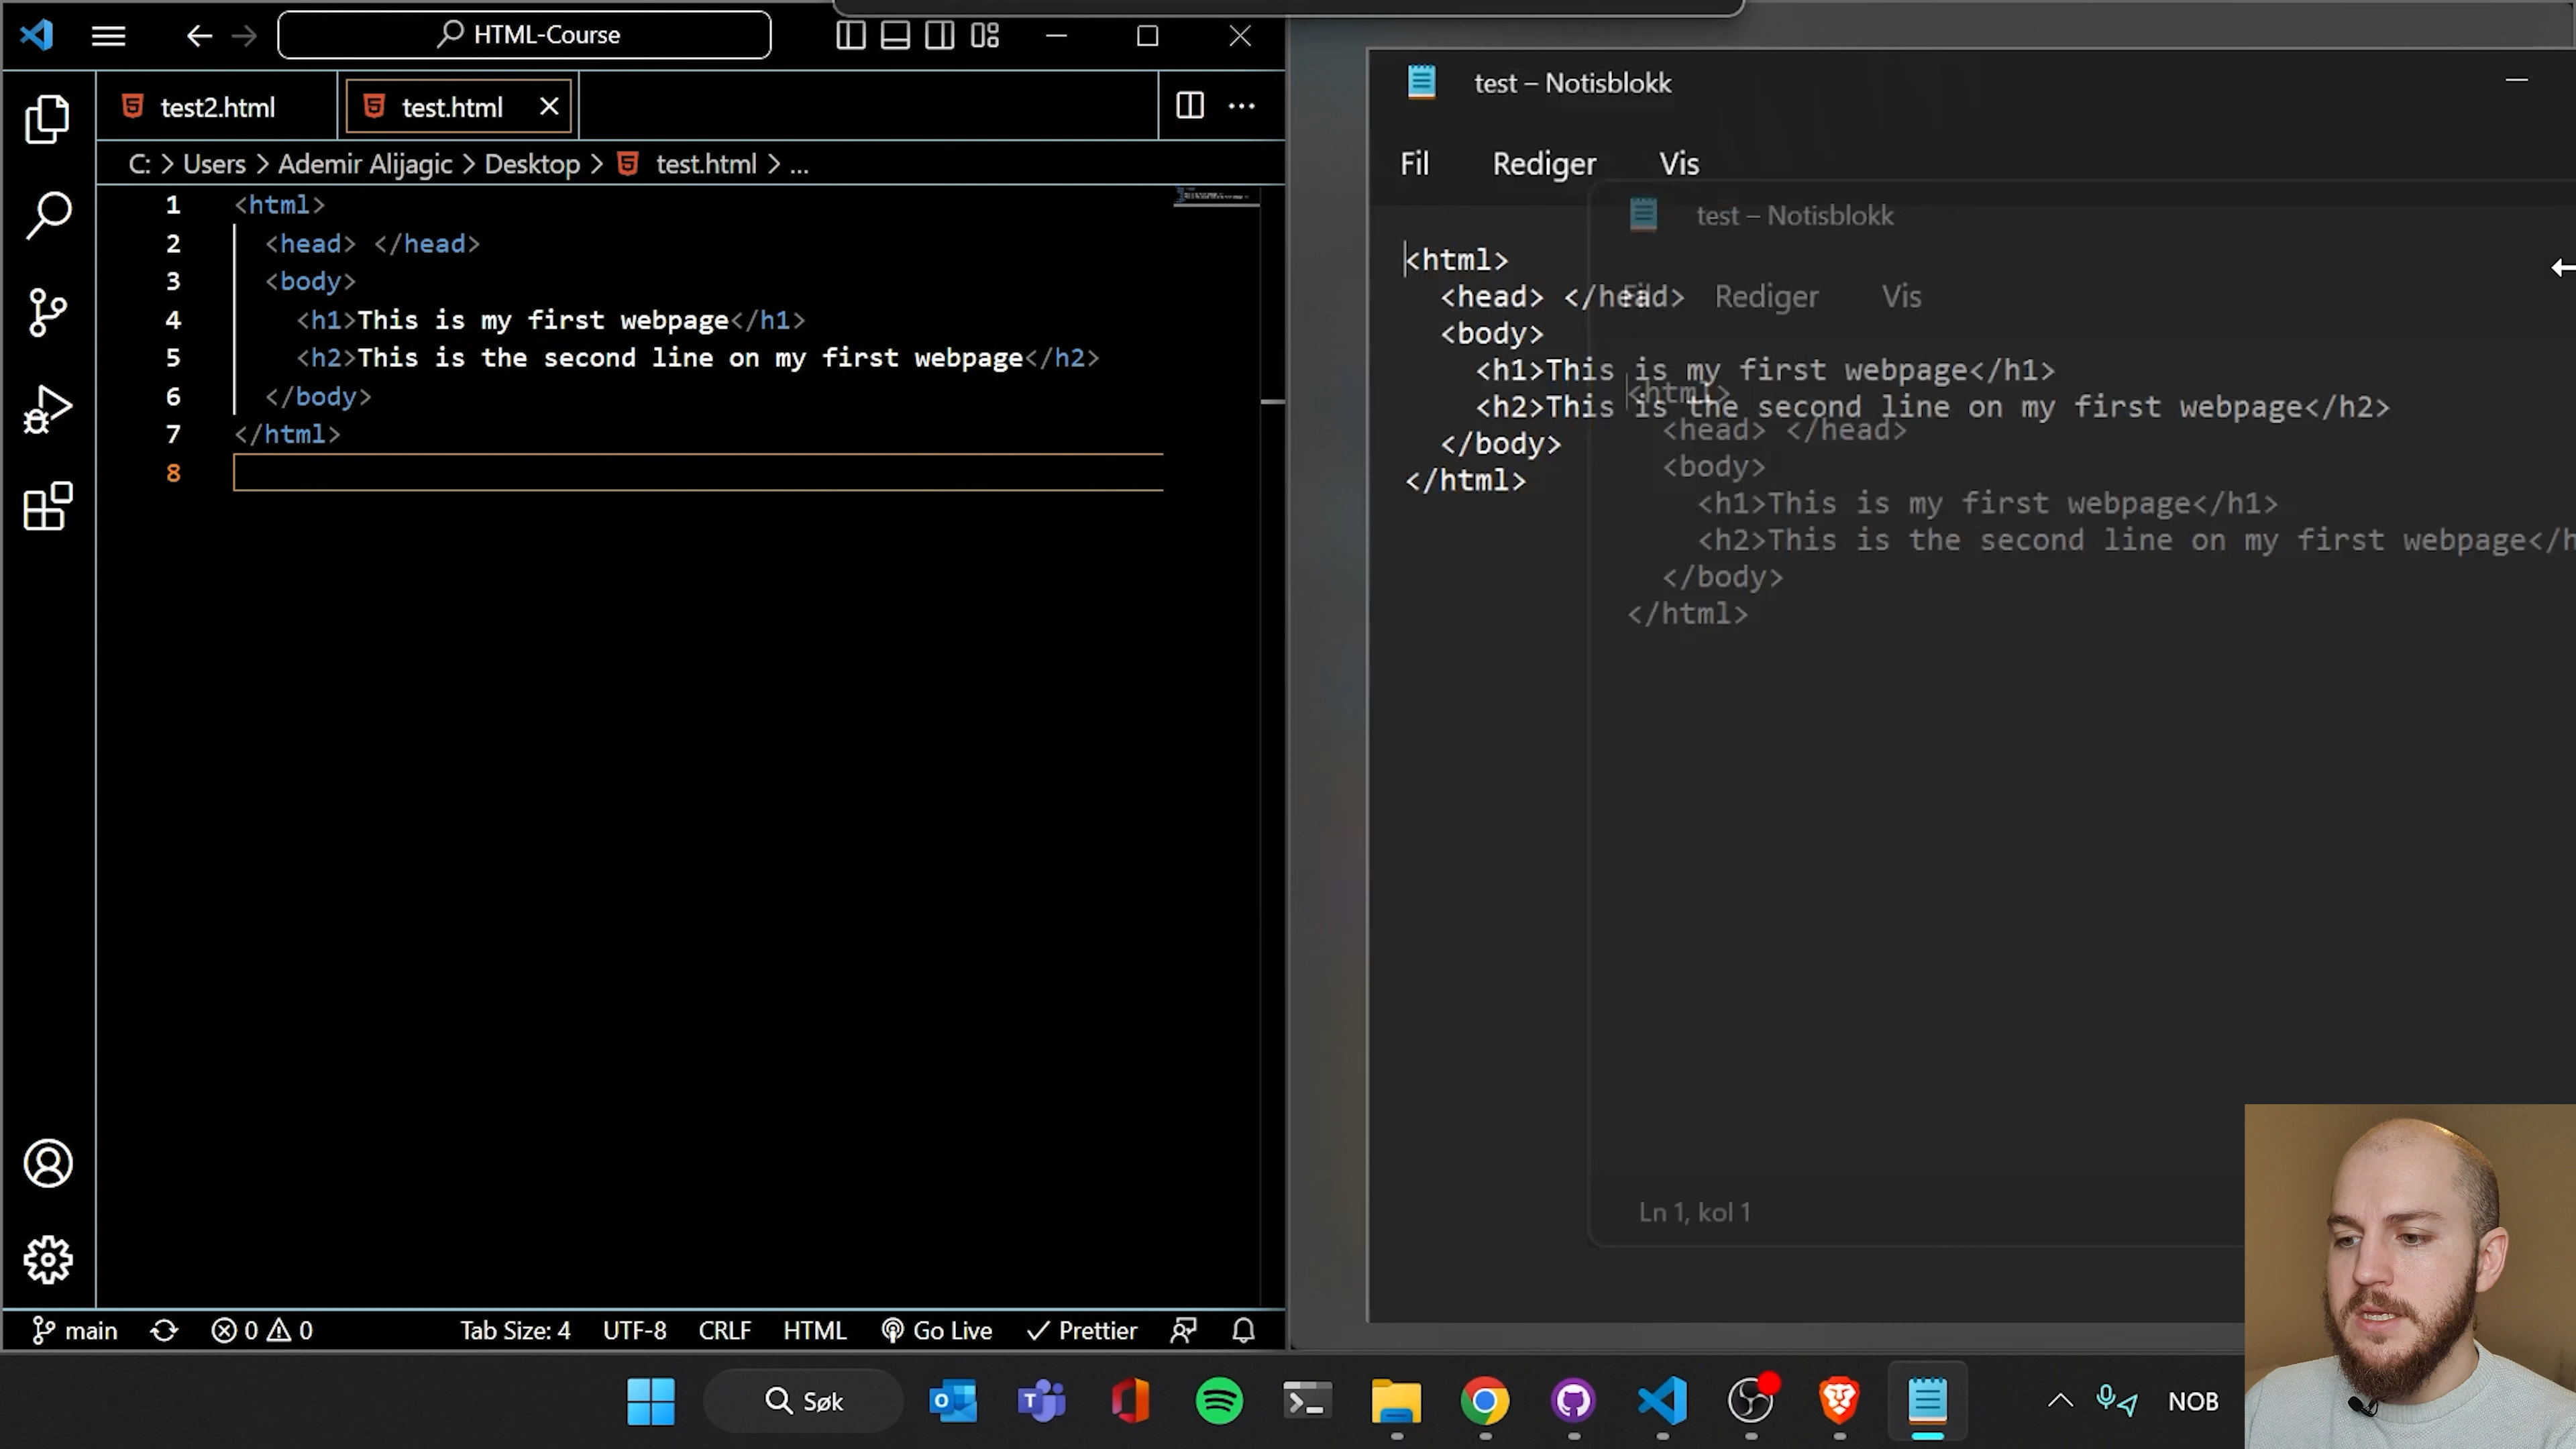 HTML-Course
test2.html
test.html
C: > Users > Ademir Alijagic > Desktop > test.html > ...
1 <html>
2 <head> </head>
3 <body>
4 <h1>This is my first webpage</h1>
5 <h2>This is the second line on my first webpage</h2>
6 </body>
7 </html>
8
main
0 0
Tab Size: 4
UTF-8
CRLF
HTML
Go Live
Prettier
test – Notisblokk
Fil Rediger Vis
<html>
<head> </head>
<body>
<h1>This is my first webpage</h1>
<h2>This is the second line on my first webpage</h2>
</body>
</html>
test – Notisblokk
Fil Rediger Vis
<html>
<head> </head>
<body>
<h1>This is my first webpage</h1>
<h2>This is the second line on my first webpage</h
</body>
</html>
Ln 1, kol 1
Søk
NOB